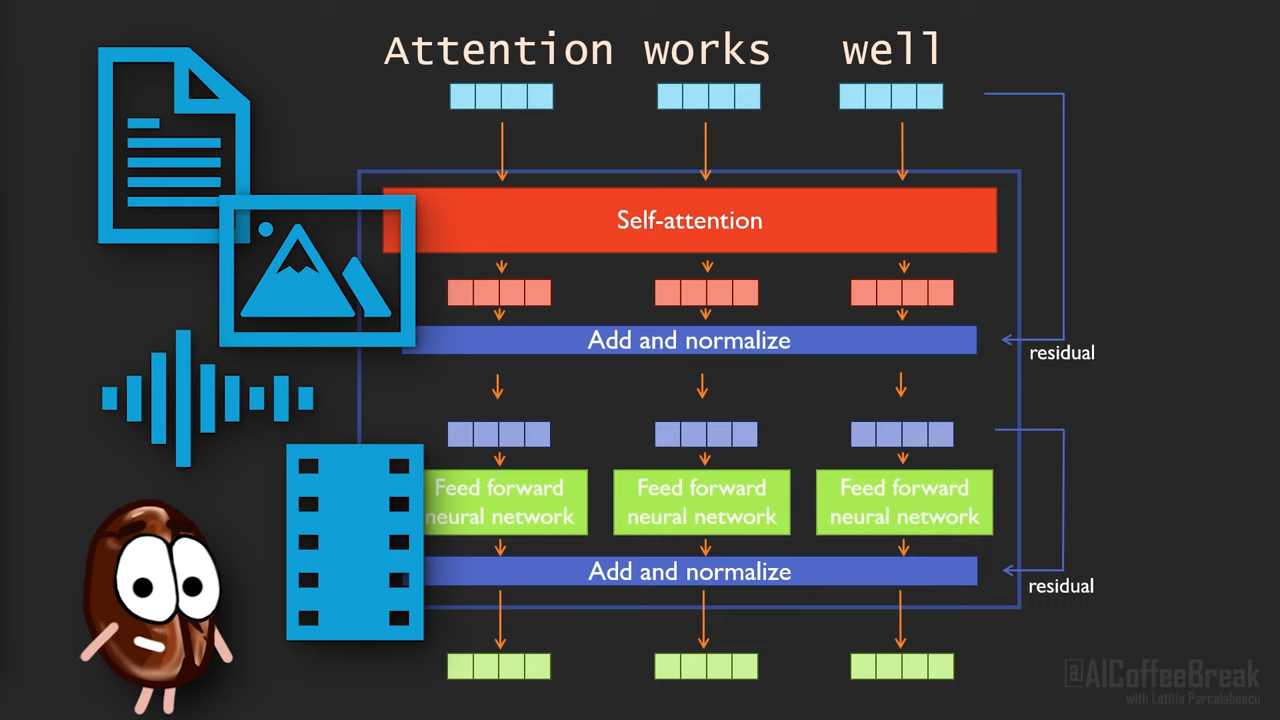 Attention works well
Self-attention
Add and normalize
residual
Feed forward
neural network
Feed forward
neural network
Feed forward
neural network
Add and normalize
residual
@AICoffeeBreak
with Letitia Parcalabescu